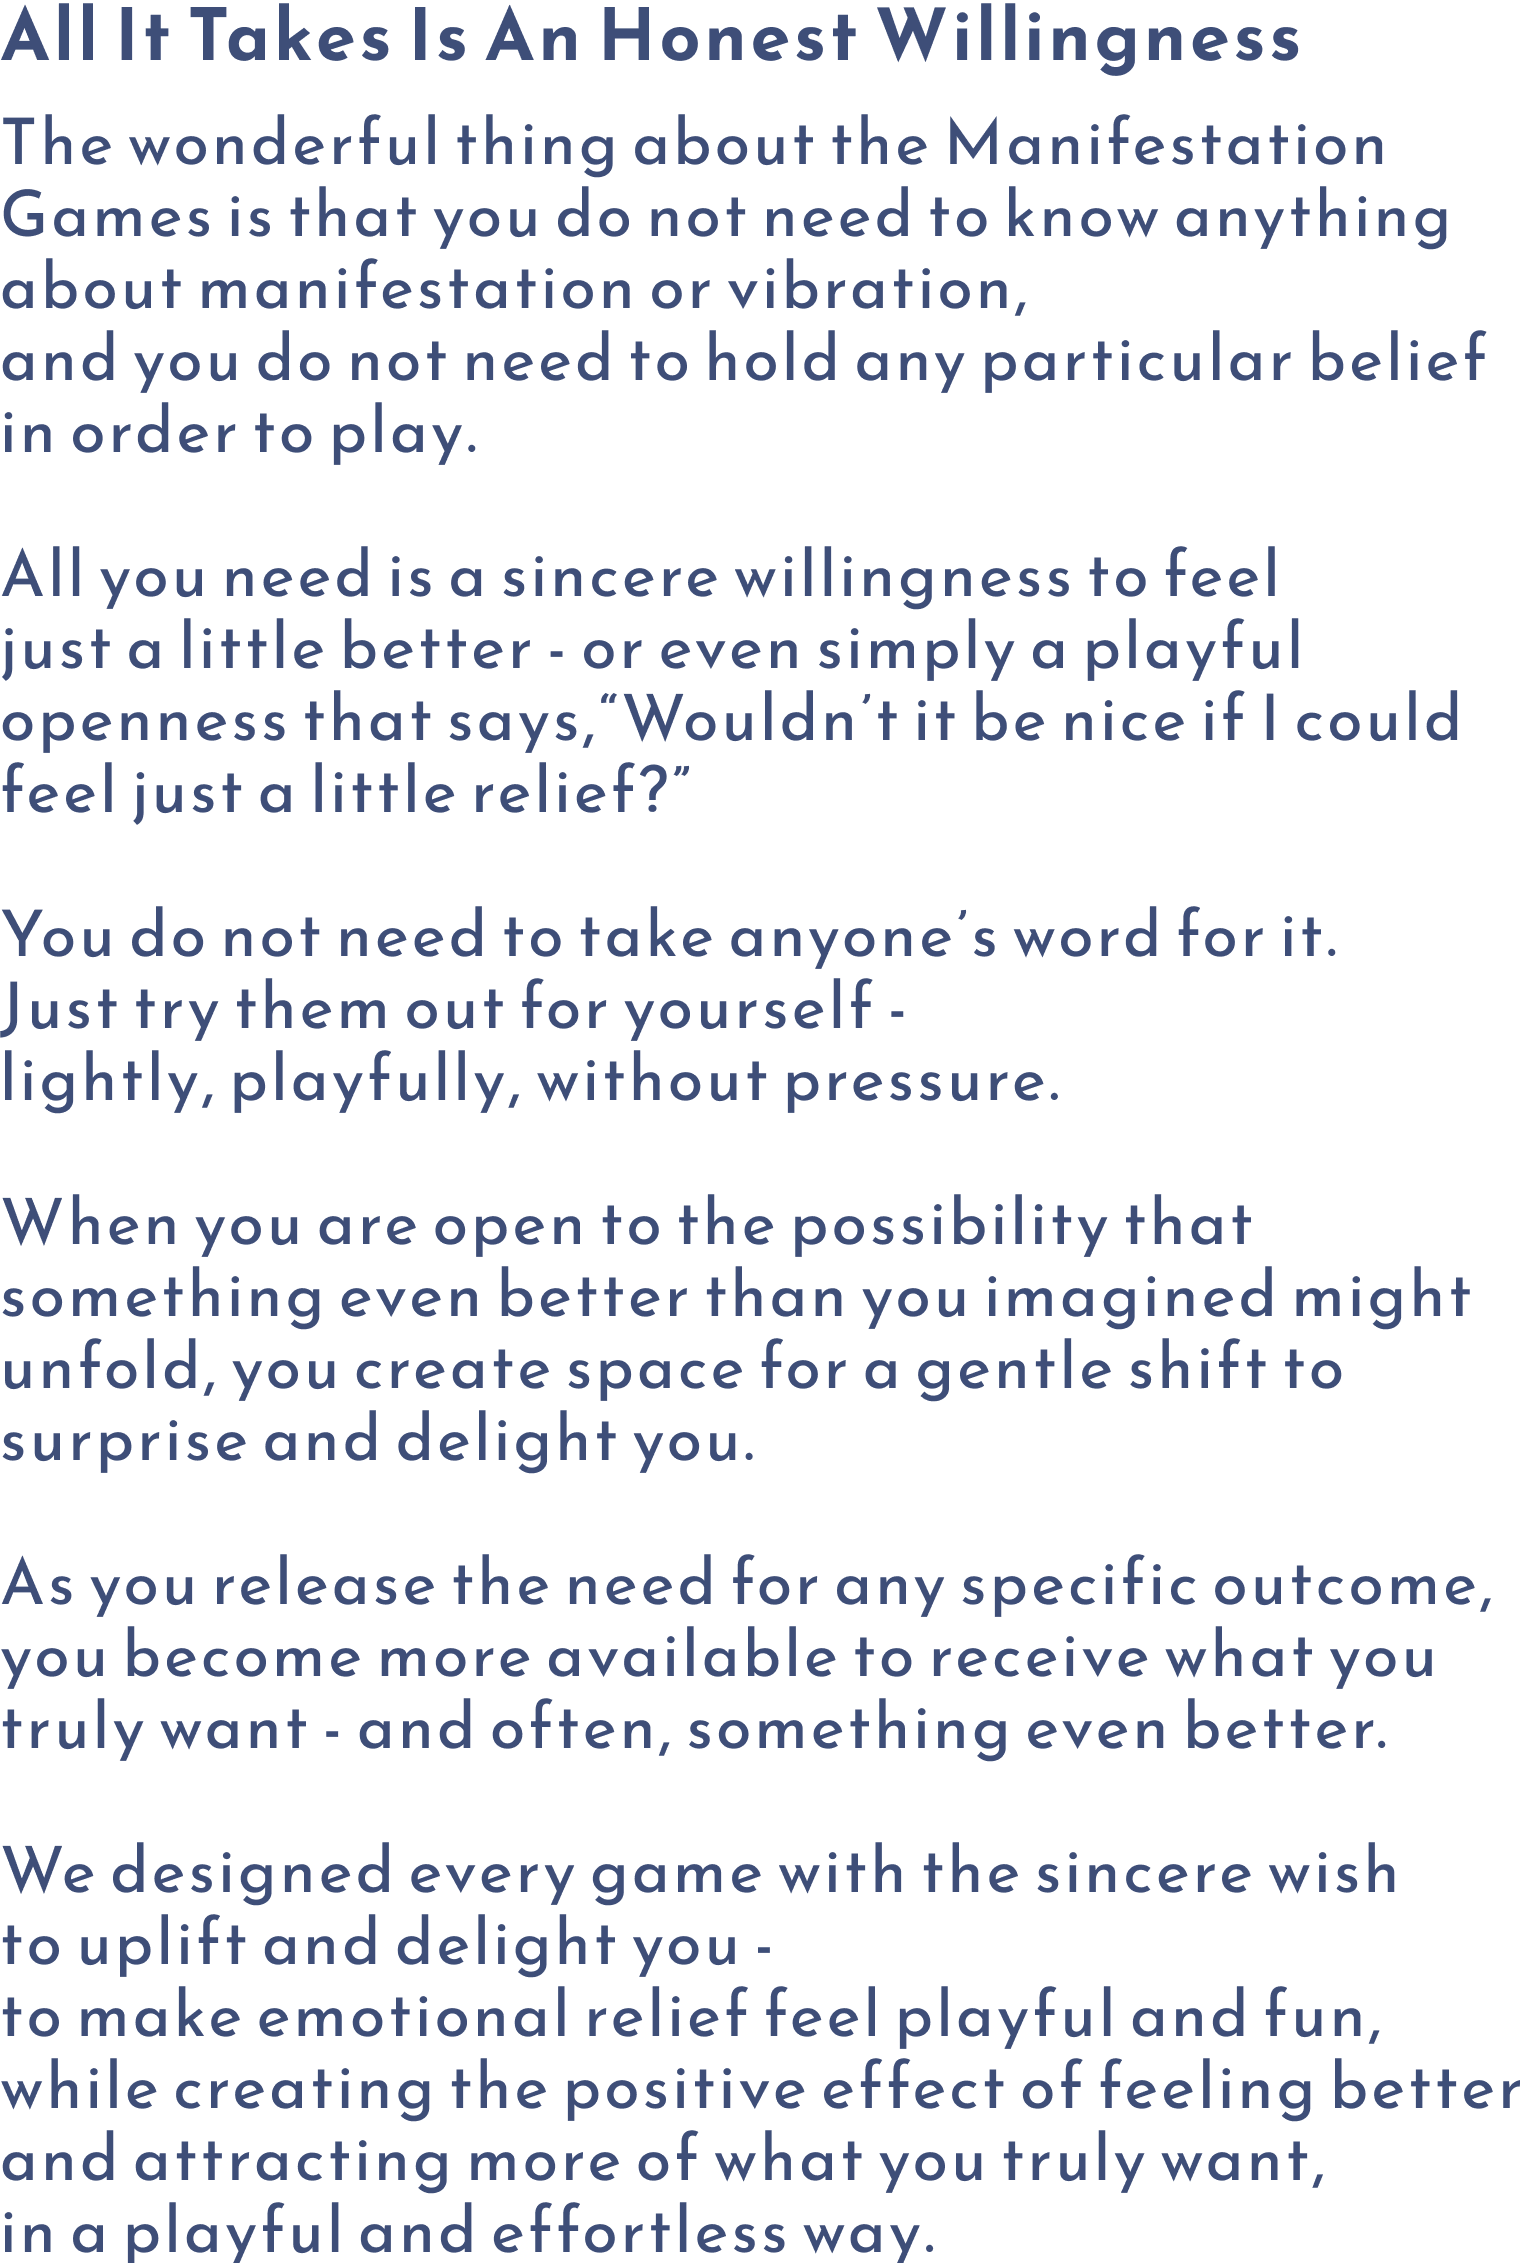 All It Takes Is An Honest Willingness
The wonderful thing about the Manifestation
Games is that you do not need to know anything
about manifestation or vibration,
and you do not need to hold any particular belief
in order to play.
All you need is a sincere willingness to feel
just a little better - or even simply a playful
openness that says,“Wouldn’t it be nice if I could
feel just a little relief?”
You do not need to take anyone’s word for it.
Just try them out for yourself -
lightly, playfully, without pressure.
When you are open to the possibility that
something even better than you imagined might
unfold, you create space for a gentle shift to
surprise and delight you.
As you release the need for any specific outcome,
you become more available to receive what you
truly want - and often, something even better.
We designed every game with the sincere wish
to uplift and delight you -
to make emotional relief feel playful and fun,
while creating the positive effect of feeling better
and attracting more of what you truly want,
in a playful and effortless way.